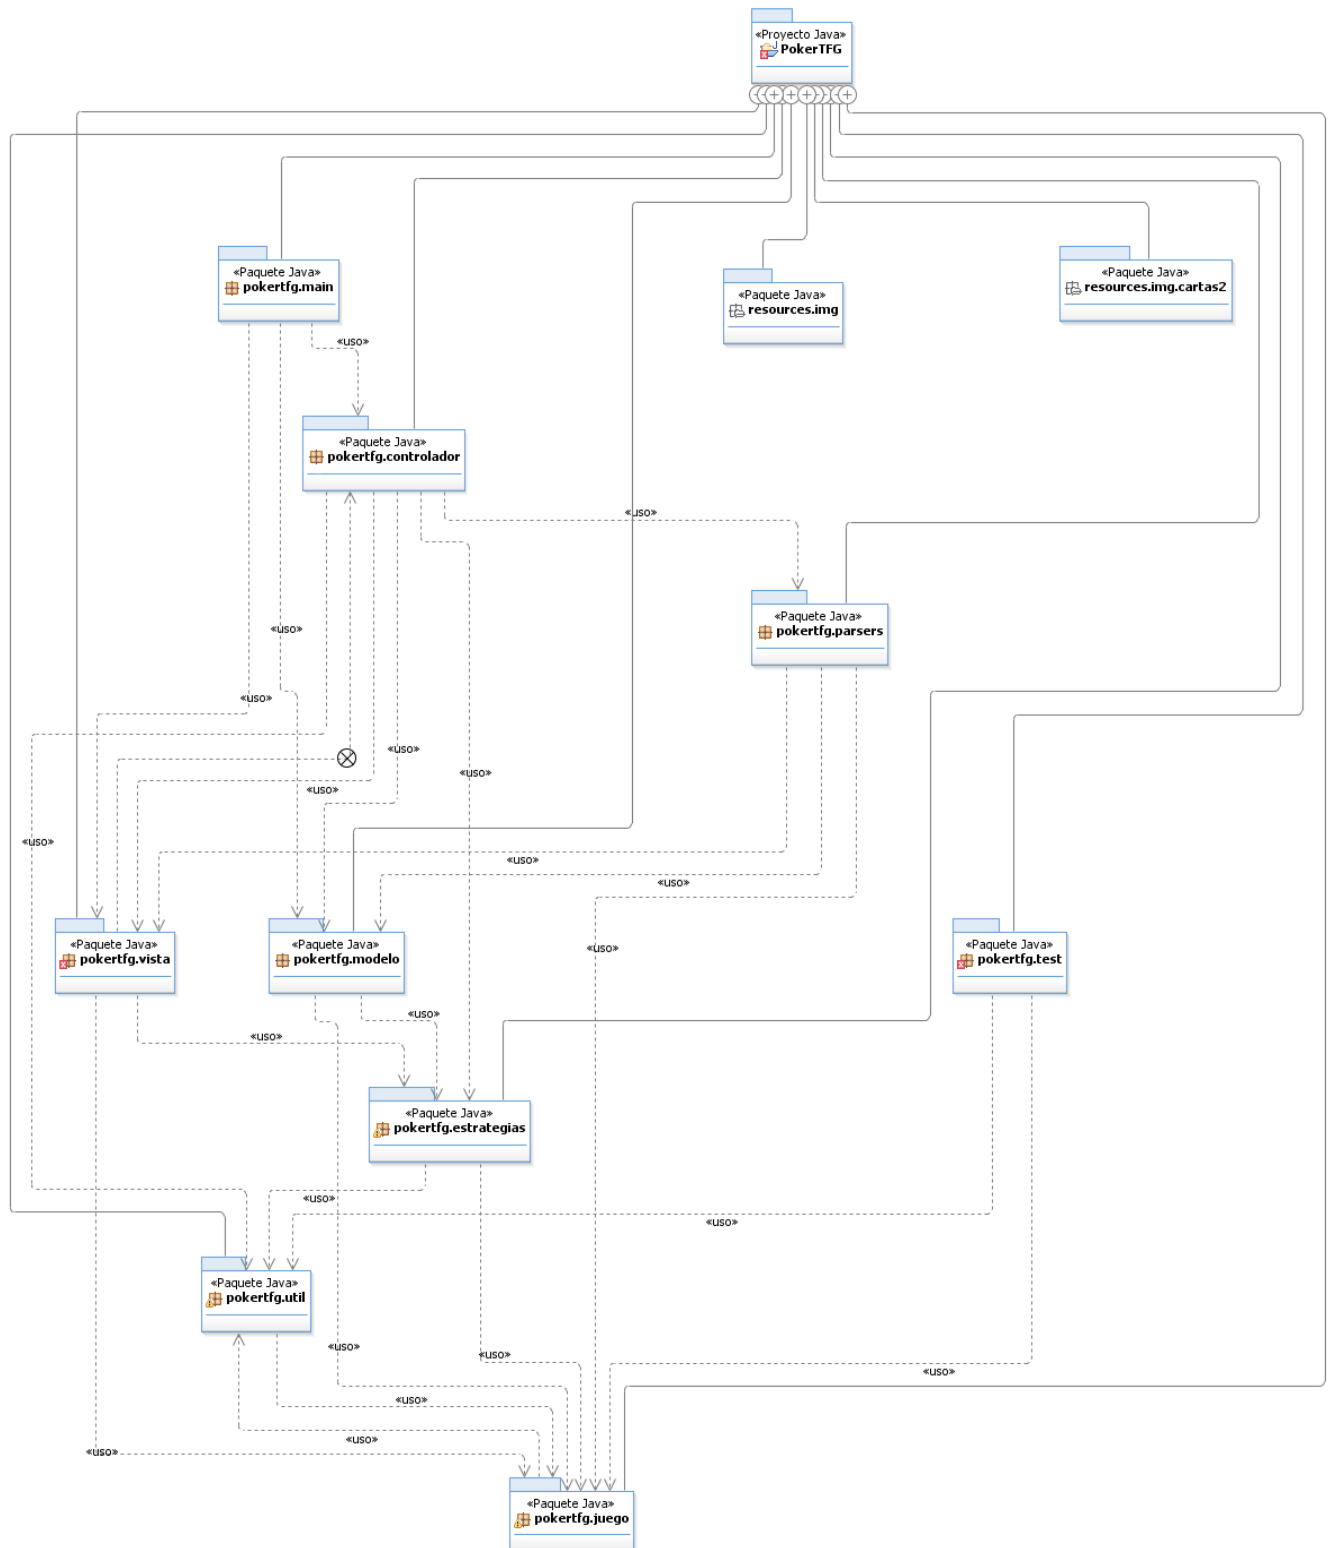 «Proyecto Java»
PokerTFG
«Paquete Java»
pokertfg.main
«Paquete Java»
resources.img
«Paquete Java»
resources.img.cartas2
«uso»
«Paquete Java»
pokertfg.controlador
«uso»
«Paquete Java»
pokertfg.parsers
«uso»
«uso»
«uso»
«uso»
«uso»
«uso»
«uso»
«uso»
«Paquete Java»
pokertfg.vista
«Paquete Java»
pokertfg.modelo
«uso»
«Paquete Java»
pokertfg.test
«uso»
«uso»
«Paquete Java»
pokertfg.estrategias
«uso»
«uso»
«Paquete Java»
pokertfg.util
«uso»
«uso»
«uso»
«uso»
«uso»
«uso»
«Paquete Java»
pokertfg.juego